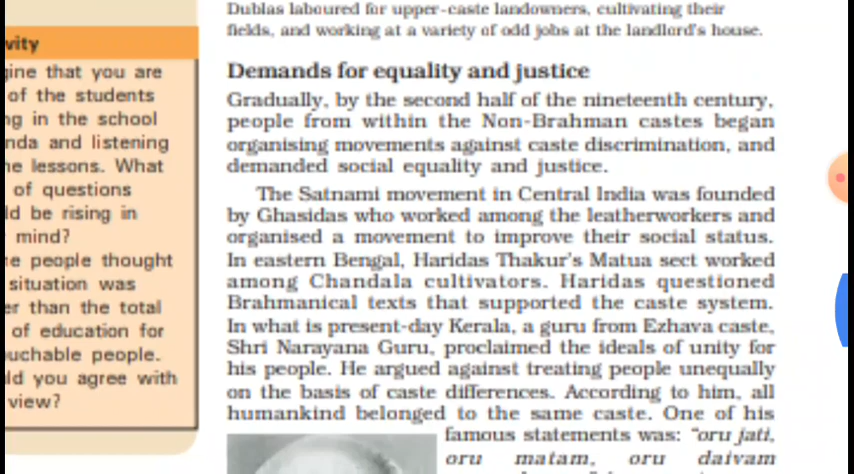 Dublas laboured for upper-caste landowners, cultivating their
fields, and working at a variety of odd jobs at the landlord's house.
Demands for equality and justice
Gradually, by the second half of the nineteenth century,
people from within the Non-Brahman castes began
organising movements against caste discrimination, and
demanded social equality and justice.
The Satnami movement in Central India was founded
by Ghasidas who worked among the leatherworkers and
organised a movement to improve their social status.
In eastern Bengal, Haridas Thakur's Matua sect worked
among Chandala cultivators. Haridas questioned
Brahmanical texts that supported the caste system.
In what is present-day Kerala, a guru from Ezhava caste,
Shri Narayana Guru, proclaimed the ideals of unity for
his people. He argued against treating people unequally
on the basis of caste differences. According to him, all
humankind belonged to the same caste. One of his
famous statements was: "oru jati,
oru matam, oru daivam
vity
gine that you are
of the students
ng in the school
nda and listening
he lessons. What
of questions
ld be rising in
mind?
e people thought
situation was
er than the total
of education for
uchable people.
ld you agree with
view?